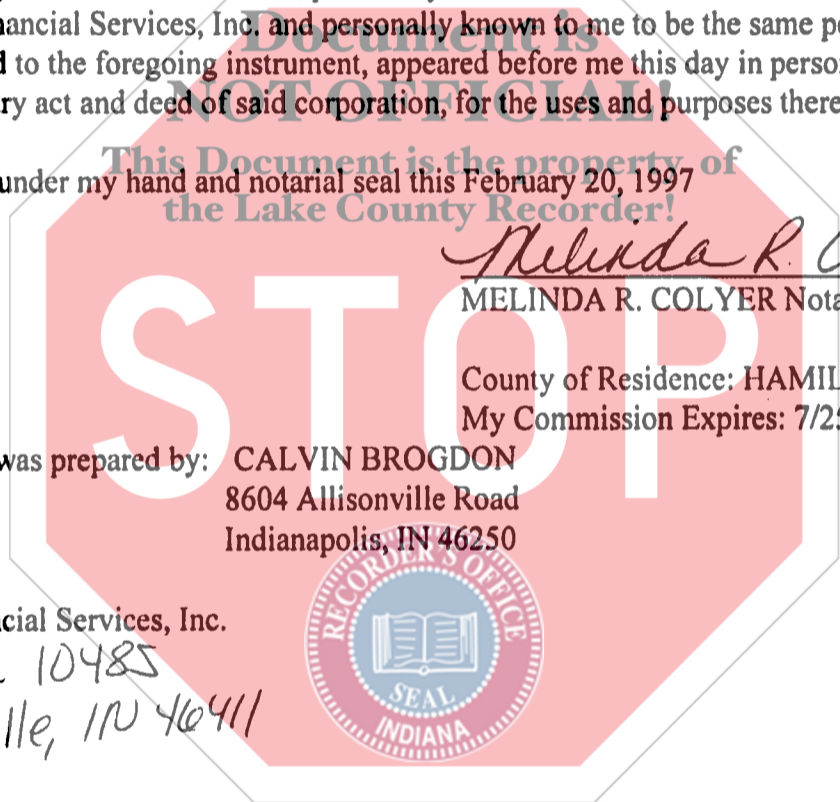 nancial Services, Inc. and personally known to me to be the same pe
d to the foregoing instrument, appeared before me this day in perso
ry act and deed of said corporation, for the uses and purposes there
under my hand and notarial seal this February 20, 1997
Document is
NOT OFFICIAL!
This Document is the property of
the Lake County Recorder!
STOP
Melinda R. C
MELINDA R. COLYER Nota
County of Residence: HAMIL
My Commission Expires: 7/2
was prepared by: CALVIN BROGDON
8604 Allisonville Road
Indianapolis, IN 46250
RECORDER'S OFFICE
SEAL
INDIANA
cial Services, Inc.
10485
lle, IN 46411